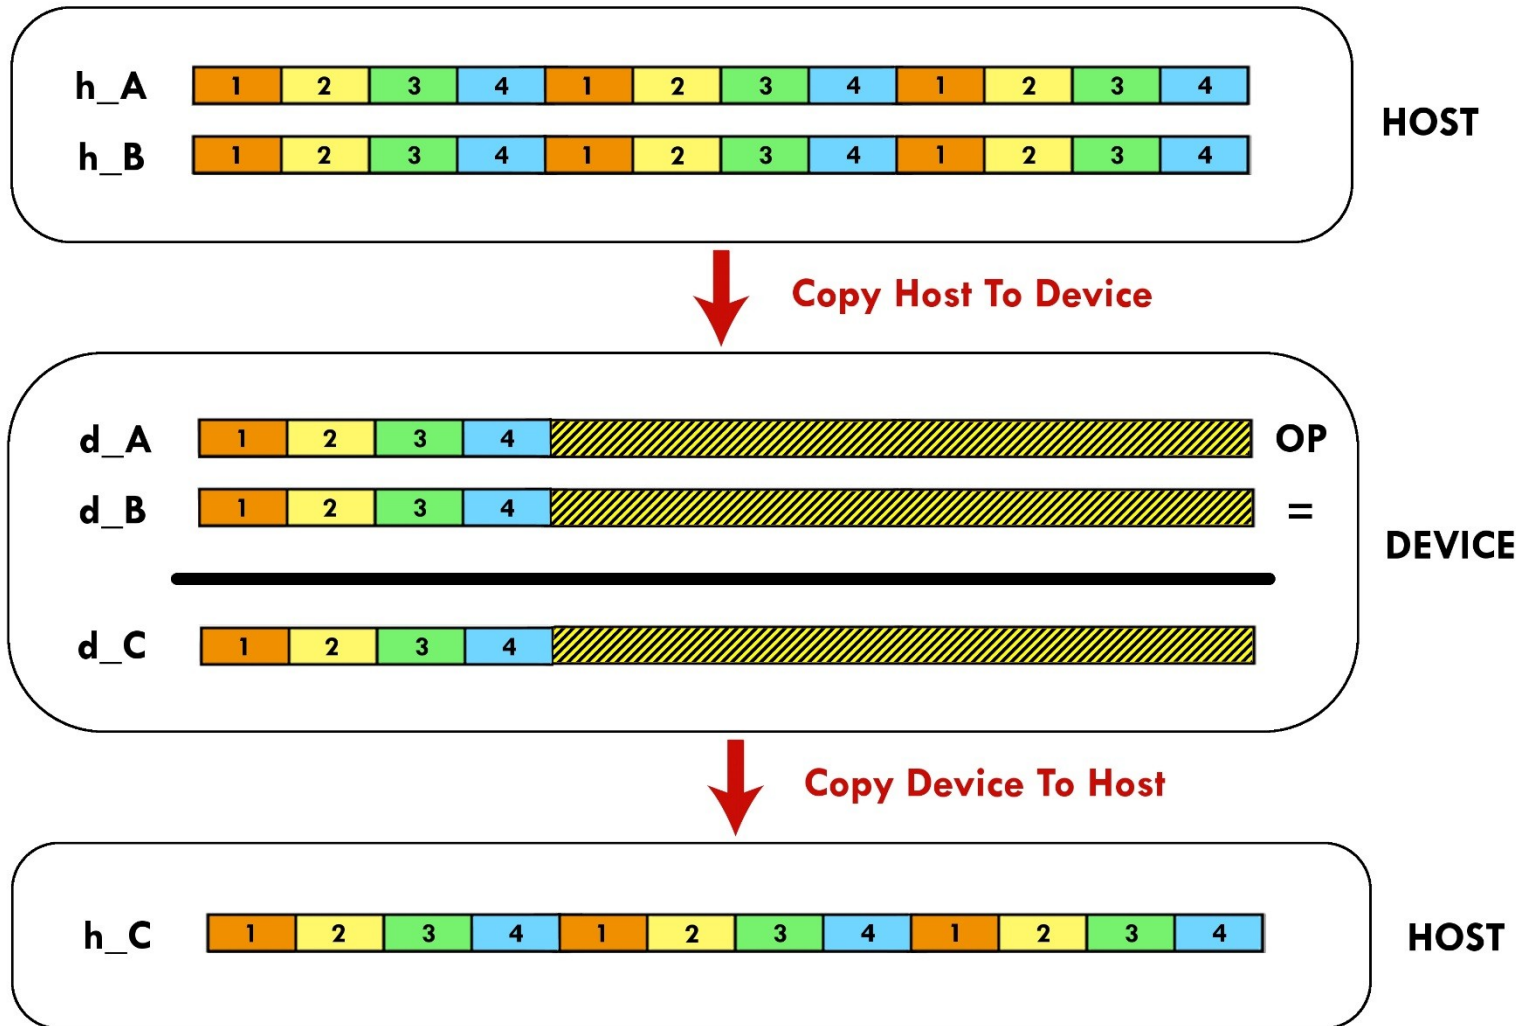 h_A 1 2 3 4 1 2 3 4 1 2 3 4
HOST
h_B 1 2 3 4 1 2 3 4 1 2 3 4
Copy Host To Device
d_A 1 2 3 4 OP
d_B 1 2 3 4 =
DEVICE
d_C 1 2 3 4
Copy Device To Host
h_C 1 2 3 4 1 2 3 4 1 2 3 4
HOST